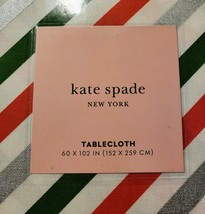 kate spade
NEW YORK
TABLECLOTH
60 X 102 IN (152 X 259 CM)